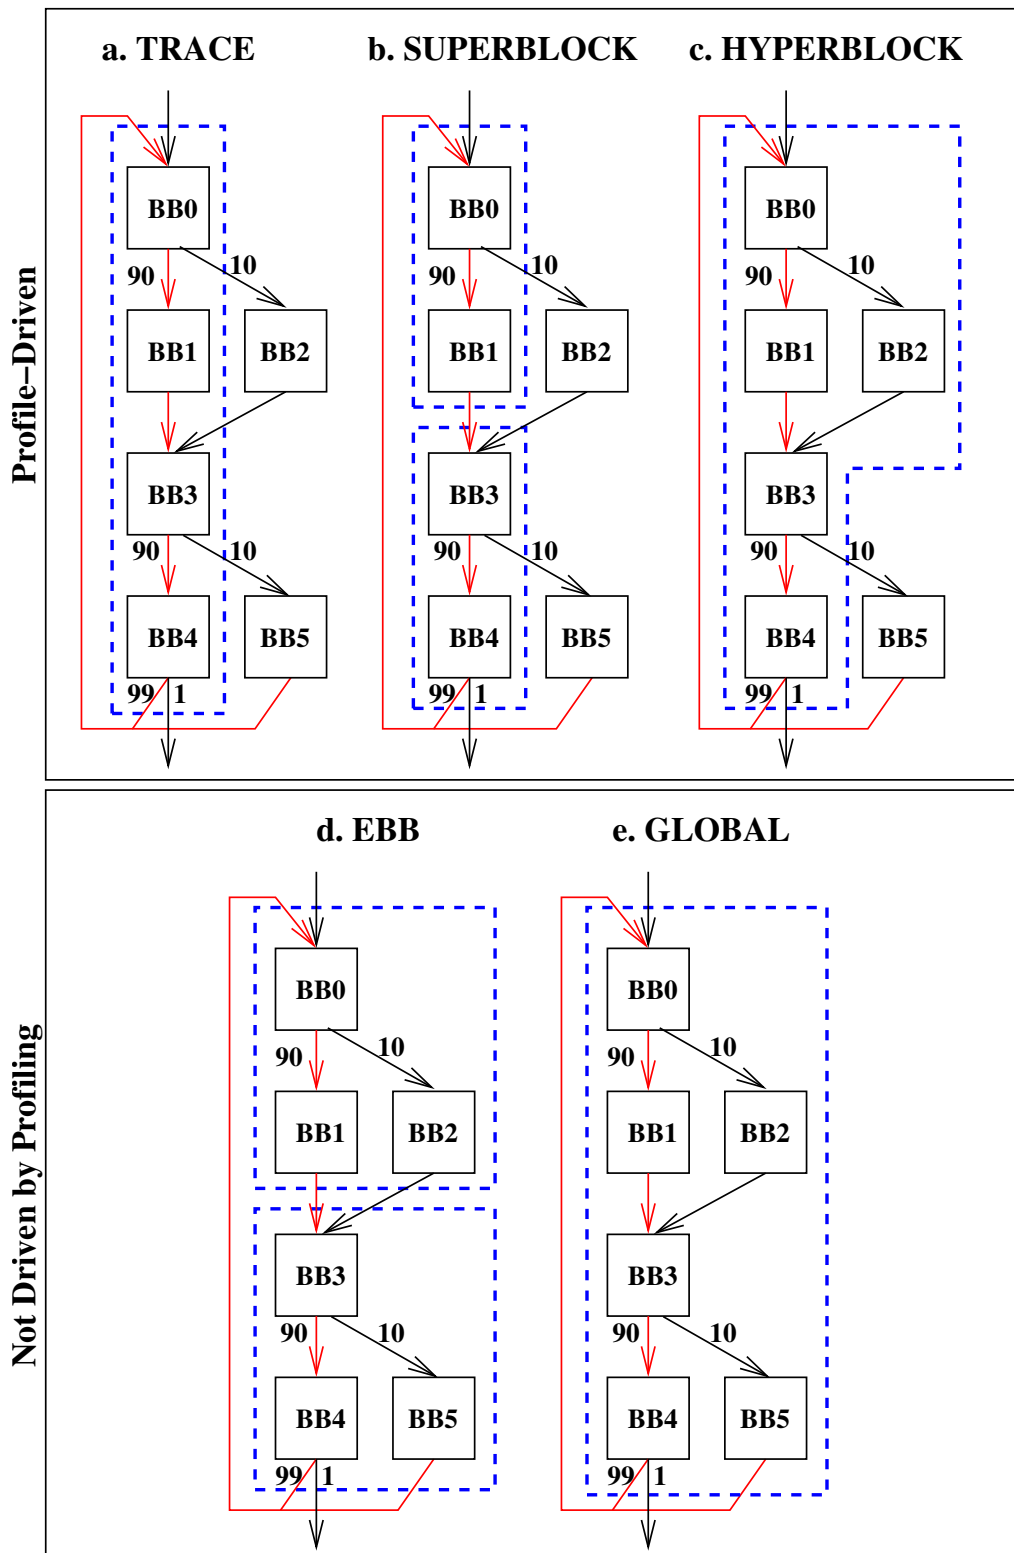 Profile–Driven
a. TRACE
b. SUPERBLOCK
c. HYPERBLOCK
BB0
BB0
BB0
90
10
90
10
90
10
BB1
BB2
BB1
BB2
BB1
BB2
BB3
BB3
BB3
90
10
90
10
90
10
BB4
BB5
BB4
BB5
BB4
BB5
99
1
99
1
99
1
Not Driven by Profiling
d. EBB
e. GLOBAL
BB0
BB0
90
10
90
10
BB1
BB2
BB1
BB2
BB3
BB3
90
10
90
10
BB4
BB5
BB4
BB5
99
1
99
1